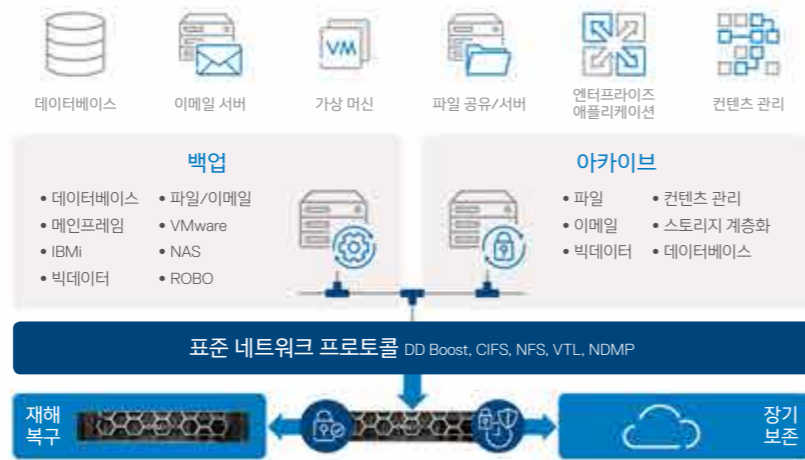 VM
데이터베이스
이메일 서버
가상 머신
파일 공유/서버
엔터프라이즈
애플리케이션
컨텐츠 관리
백업
• 데이터베이스 • 파일/이메일
• 메인프레임 • VMware
• IBMi • NAS
• 빅데이터 • ROBO
아카이브
• 파일 • 컨텐츠 관리
• 이메일 • 스토리지 계층화
• 빅데이터 • 데이터베이스
표준 네트워크 프로토콜 DD Boost, CIFS, NFS, VTL, NDMP
재해
복구
장기
보존